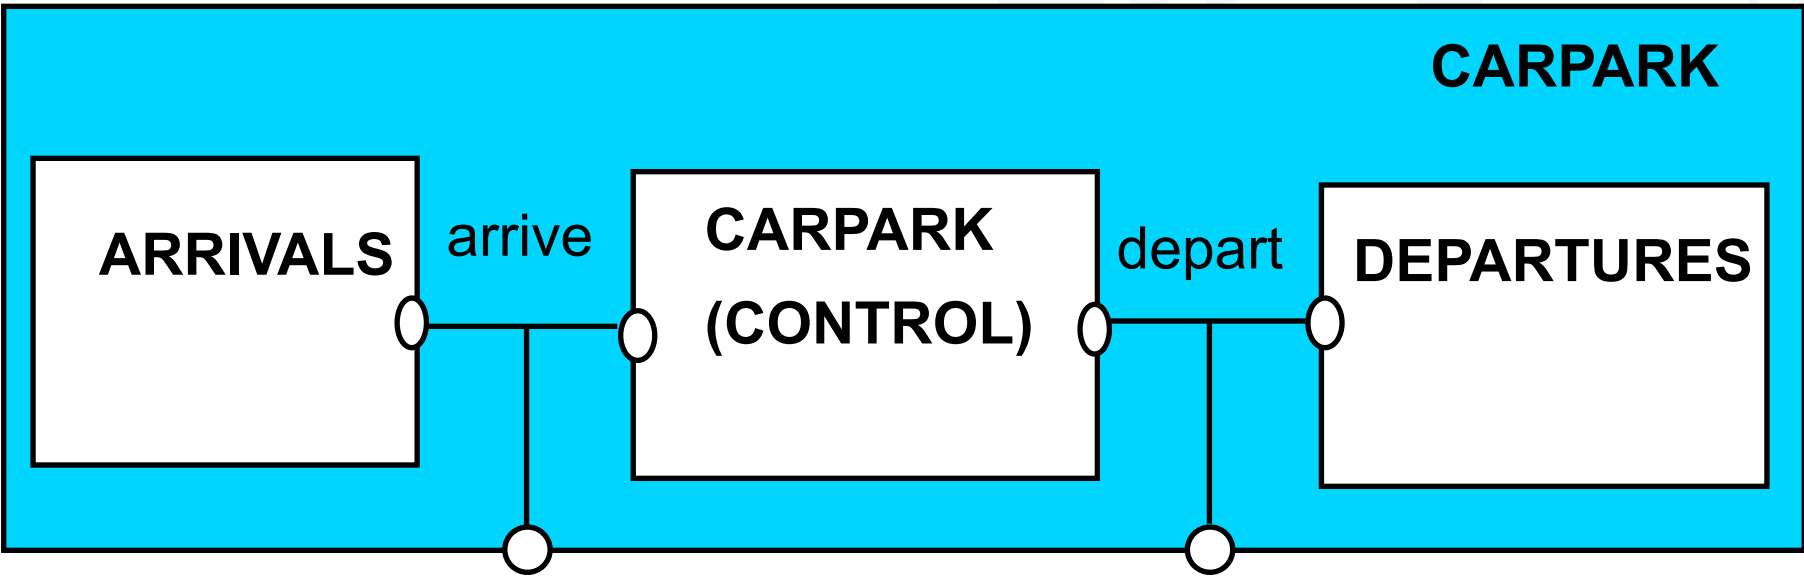 CARPARK
ARRIVALS
arrive
CARPARK
(CONTROL)
depart
DEPARTURES